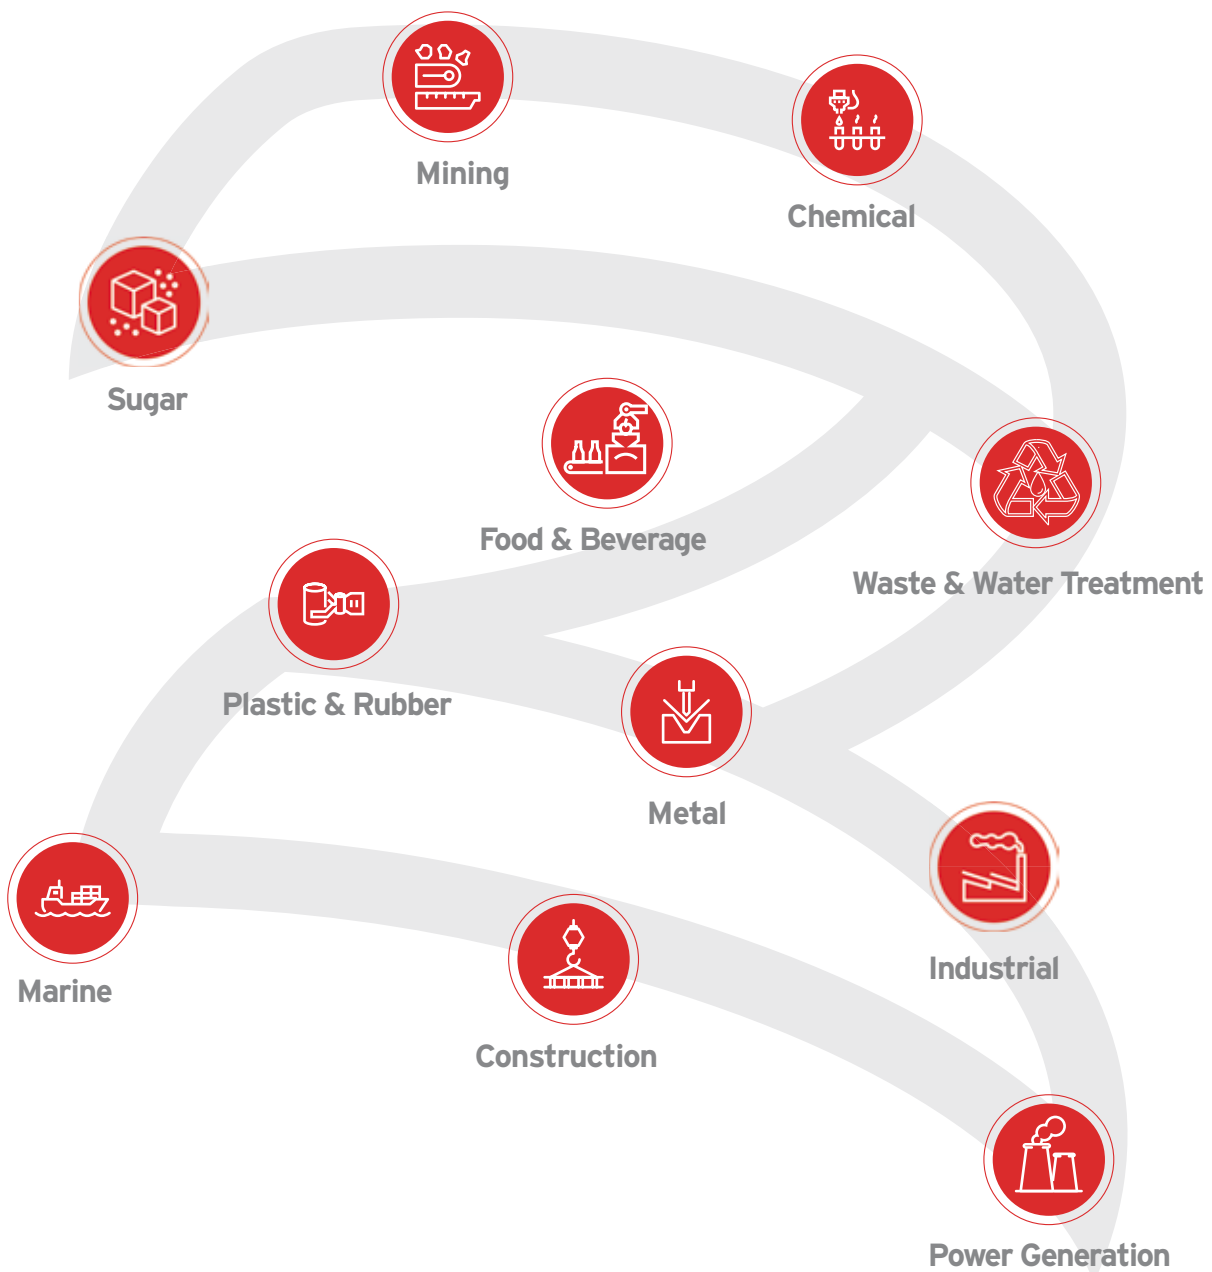 Mining
Chemical
Sugar
Food & Beverage
Waste & Water Treatment
Plastic & Rubber
Metal
Industrial
Marine
Construction
Power Generation